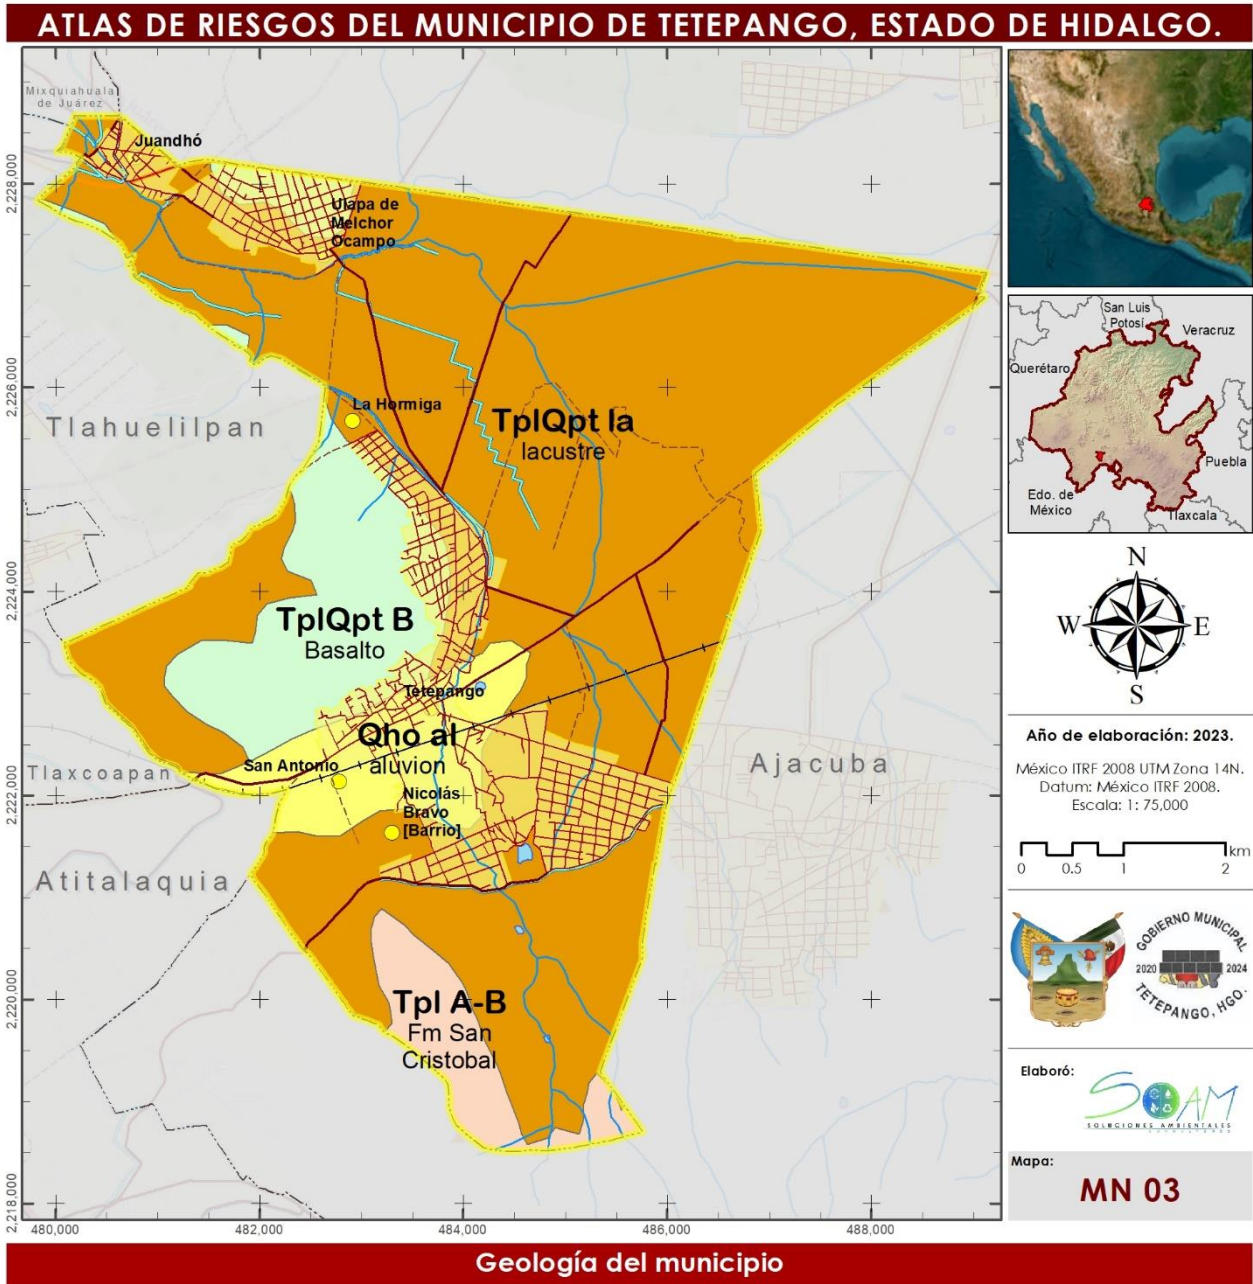 ATLAS DE RIESGOS DEL MUNICIPIO DE TETEPANGO, ESTADO DE HIDALGO.
Mixquiahuala
de Juárez
Juandhó
Ulapa de
Melchor
Ocampo
La Hormiga
Tlahuelilpan
TplQpt la
lacustre
TplQpt B
Basalto
Tetepango
Qho al
aluvion
San Antonio
Tlaxcoapan
Nicolás
Bravo
[Barrio]
Ajacuba
Atitalaquia
Tpl A-B
Fm San
Cristobal
2,228,000
2,226,000
2,224,000
2,222,000
2,220,000
2,218,000
480,000
482,000
484,000
486,000
488,000
San Luis
Potosí
Veracruz
Querétaro
Puebla
Edo. de
México
Tlaxcala
N
W
E
S
Año de elaboración: 2023.
México ITRF 2008 UTM Zona 14N.
Datum: México ITRF 2008.
Escala: 1: 75,000
km
0 0.5 1 2
GOBIERNO MUNICIPAL
2020 2024
TETEPANGO, HGO.
Elaboró:
SOAM
SOLUCIONES AMBIENTALES
Mapa:
MN 03
Geología del municipio